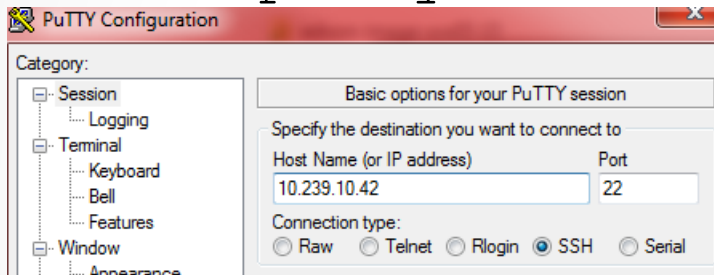 PuTTY Configuration
Category:
Session
Logging
Terminal
Keyboard
Bell
Features
Window
Appearance
Basic options for your PuTTY session
Specify the destination you want to connect to
Host Name (or IP address) Port
10.239.10.42 22
Connection type:
Raw Telnet Rlogin SSH Serial